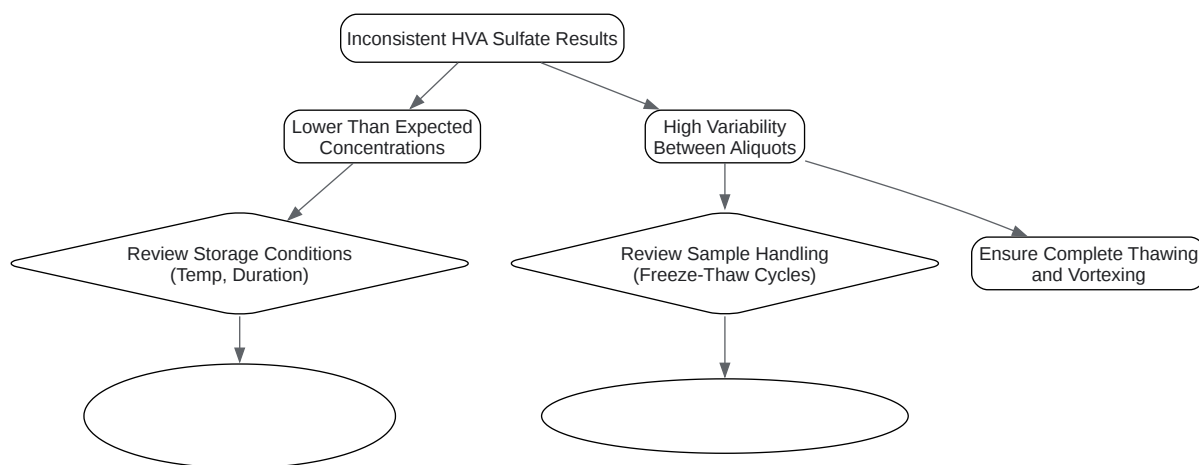 Inconsistent HVA Sulfate Results
Lower Than Expected
Concentrations
High Variability
Between Aliquots
Review Storage Conditions
(Temp, Duration)
Review Sample Handling
(Freeze-Thaw Cycles)
Ensure Complete Thawing
and Vortexing